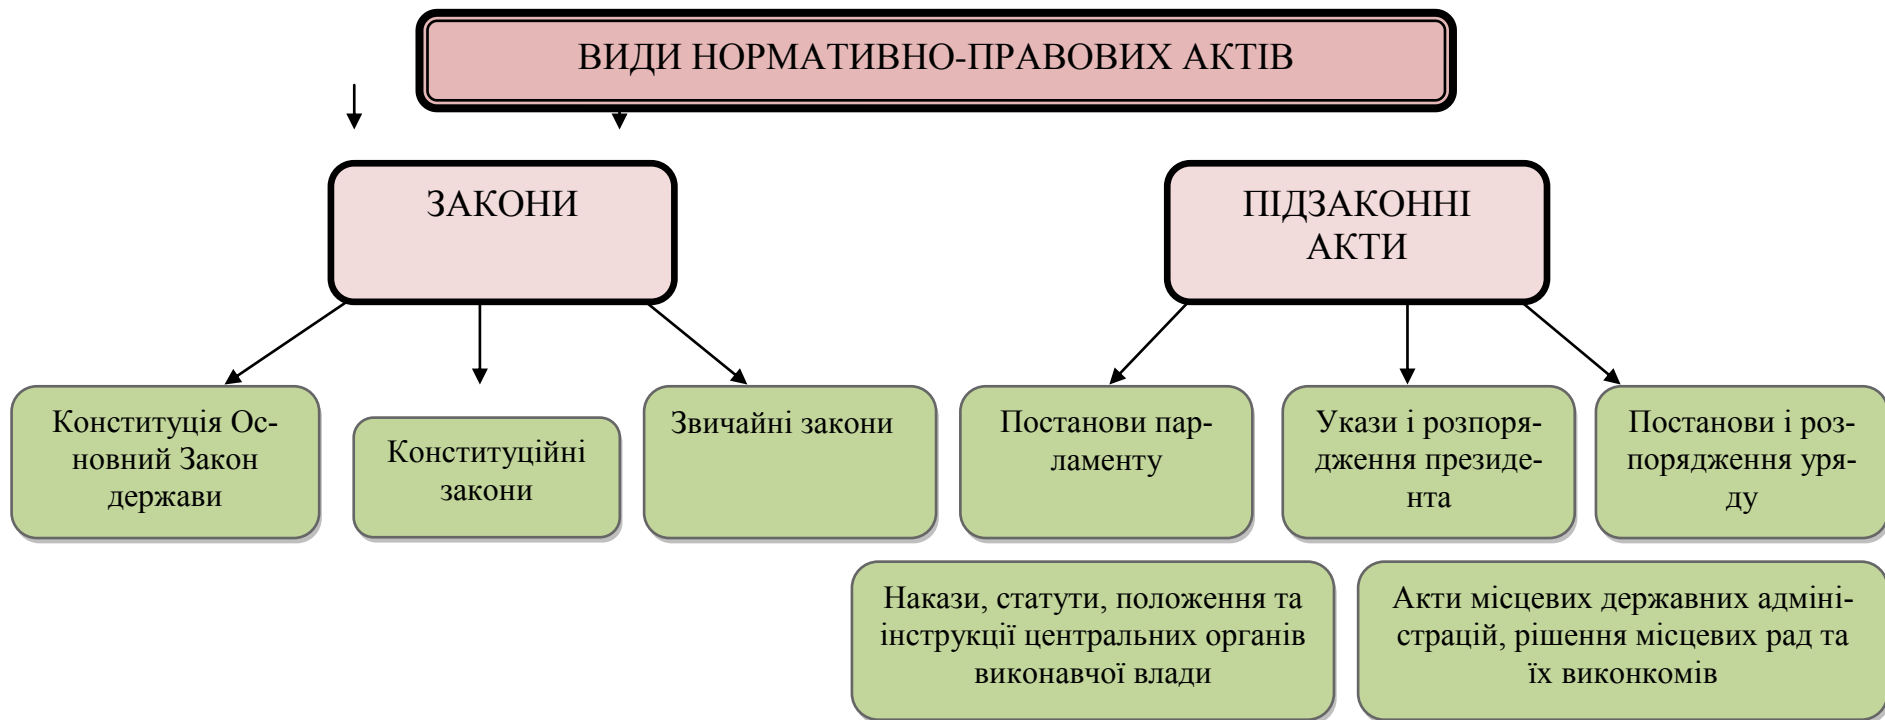 ВИДИ НОРМАТИВНО-ПРАВОВИХ АКТІВ
ЗАКОНИ
ПІДЗАКОННІ
АКТИ
Конституція Ос-
новний Закон
держави
Конституційні
закони
Звичайні закони
Постанови пар-
ламенту
Укази і розпоря-
дження президе-
нта
Постанови і роз-
порядження уря-
ду
Накази, статути, положення та
інструкції центральних органів
виконавчої влади
Акти місцевих державних адміні-
страцій, рішення місцевих рад та
їх виконкомів